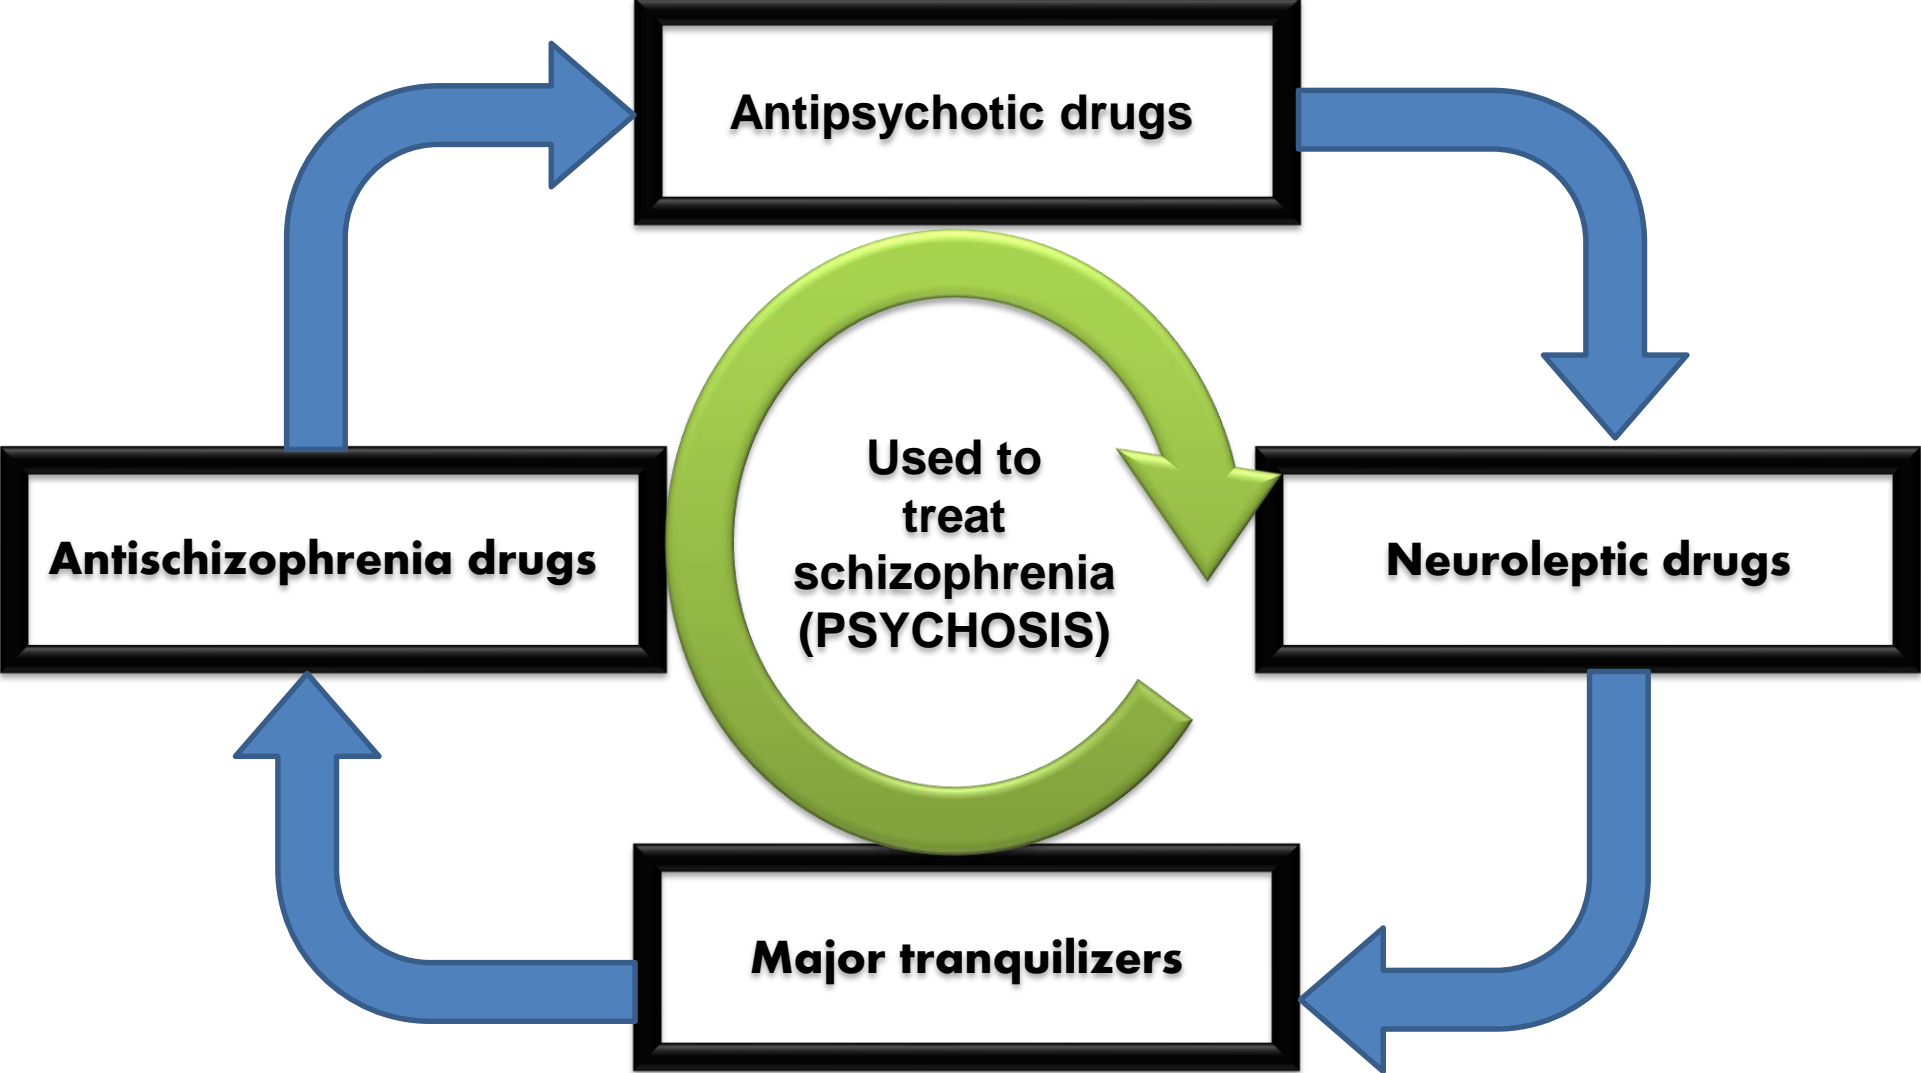 Antipsychotic drugs
Used to
treat
schizophrenia
(PSYCHOSIS)
Antischizophrenia drugs
Neuroleptic drugs
Major tranquilizers